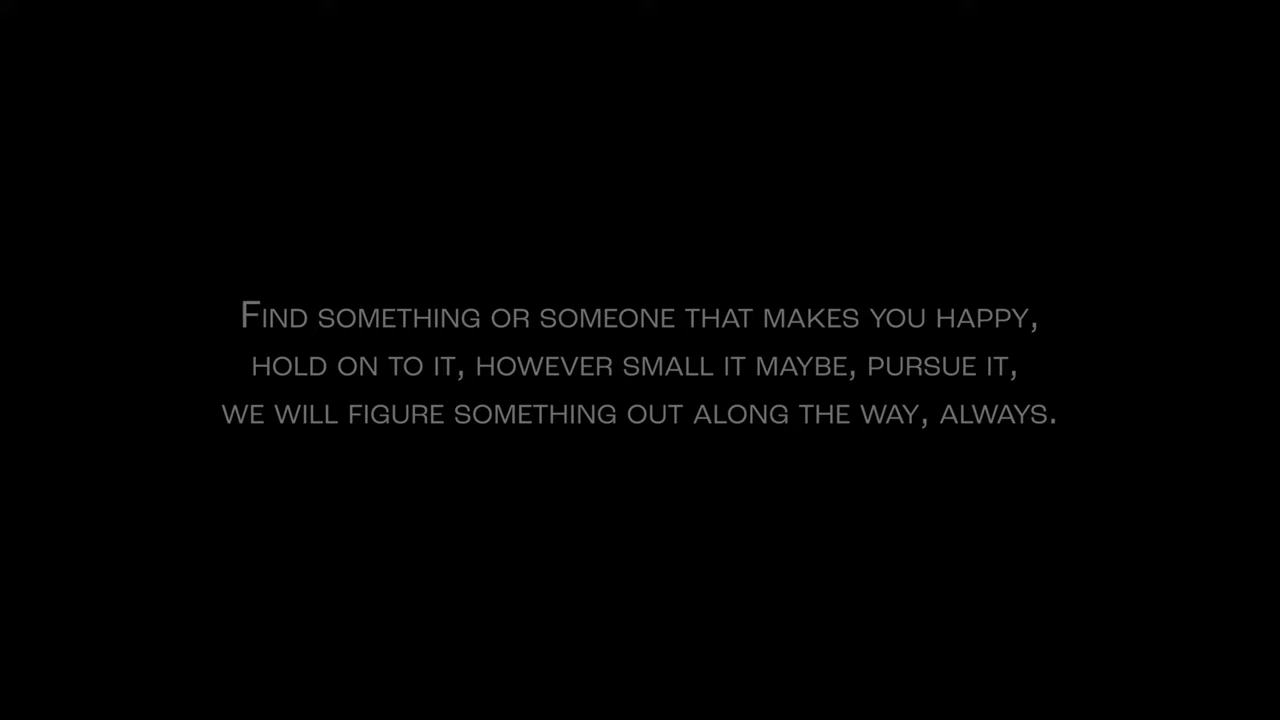 Find something or someone that makes you happy,
hold on to it, however small it maybe, pursue it,
we will figure something out along the way, always.